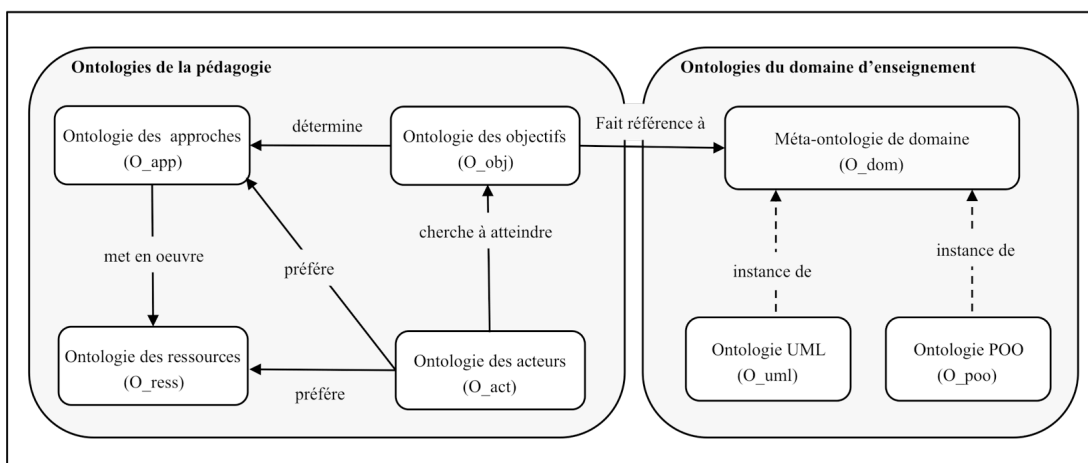 Ontologies de la pédagogie
Ontologies du domaine d’enseignement
Ontologie des approches
(O_app)
détermine
Ontologie des objectifs
(O_obj)
Fait référence à
Méta-ontologie de domaine
(O_dom)
met en oeuvre
préfére
cherche à atteindre
instance de
instance de
Ontologie des ressources
(O_ress)
préfére
Ontologie des acteurs
(O_act)
Ontologie UML
(O_uml)
Ontologie POO
(O_poo)